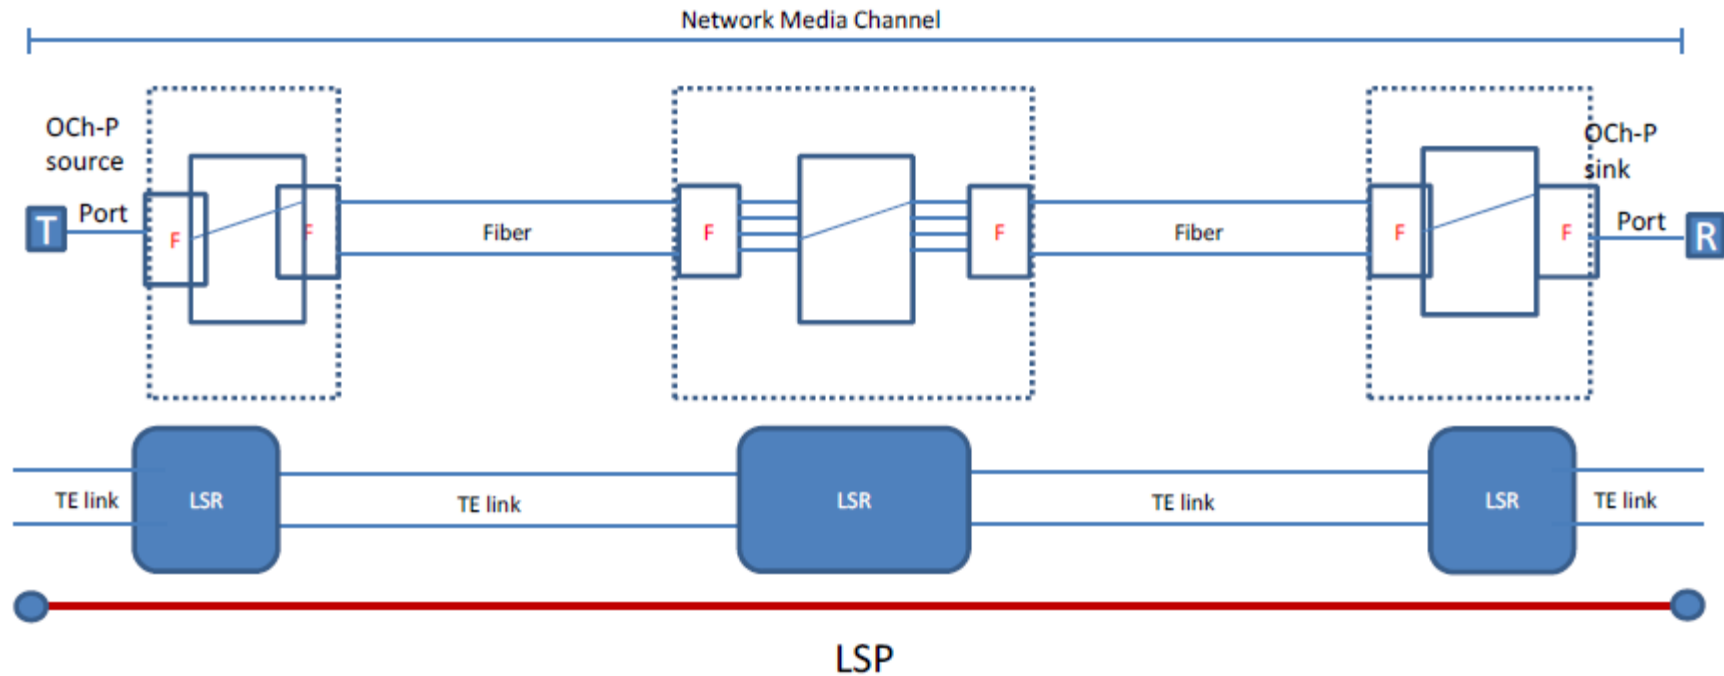 Network Media Channel
OCh-P
source
OCh-P
sink
T
Port
F
F
Fiber
F
F
Fiber
F
F
Port
R
TE link
LSR
TE link
LSR
TE link
LSR
TE link
LSP